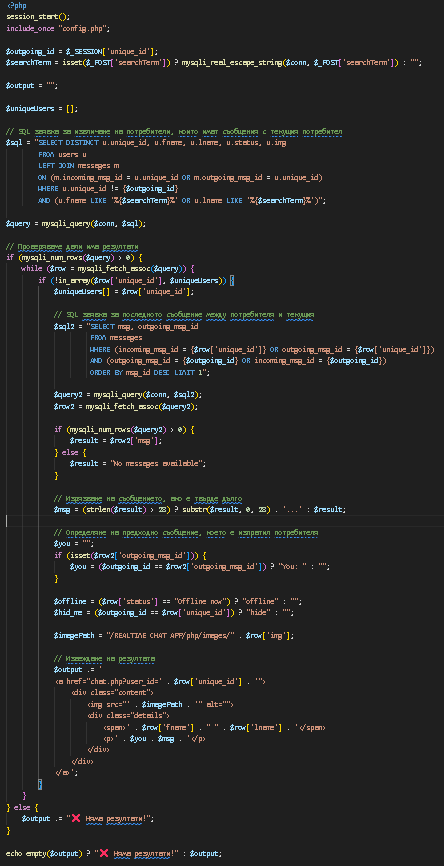 <?php
session_start();
include_once "config.php";
$outgoing_id = $_SESSION['unique_id'];
$searchTerm = isset($_POST['searchTerm']) ? mysqli_real_escape_string($conn, $_POST['searchTerm']) : "";
$output = "";
$uniqueUsers = [];
// SQL заявка за извличане на потребители, които имат съобщения с текущия потребител
$sql = "SELECT DISTINCT u.unique_id, u.fname, u.lname, u.status, u.img
FROM users u
LEFT JOIN messages m
ON (m.incoming_msg_id = u.unique_id OR m.outgoing_msg_id = u.unique_id)
WHERE u.unique_id != {$outgoing_id}
AND (u.fname LIKE '%{$searchTerm}%' OR u.lname LIKE '%{$searchTerm}%')";
$query = mysqli_query($conn, $sql);
// Проверяваме дали има резултати
if (mysqli_num_rows($query) > 0) {
while ($row = mysqli_fetch_assoc($query)) {
if (!in_array($row['unique_id'], $uniqueUsers)) {
$uniqueUsers[] = $row['unique_id'];
// SQL заявка за последното съобщение между потребителя и текущия
$sql2 = "SELECT msg, outgoing_msg_id
FROM messages
WHERE (incoming_msg_id = {$row['unique_id']} OR outgoing_msg_id = {$row['unique_id']})
AND (outgoing_msg_id = {$outgoing_id} OR incoming_msg_id = {$outgoing_id})
ORDER BY msg_id DESC LIMIT 1";
$query2 = mysqli_query($conn, $sql2);
$row2 = mysqli_fetch_assoc($query2);
if (mysqli_num_rows($query2) > 0) {
$result = $row2['msg'];
} else {
$result = "No messages available";
}
// Изрязване на съобщението, ако е твърде дълго
$msg = (strlen($result) > 28) ? substr($result, 0, 28) . '...' : $result;
// Определяне на предходно съобщение, което е изпратил потребителя
$you = "";
if (isset($row2['outgoing_msg_id'])) {
$you = ($outgoing_id == $row2['outgoing_msg_id']) ? "You: " : "";
}
$offline = ($row['status'] == "Offline now") ? "offline" : "";
$hid_me = ($outgoing_id == $row['unique_id']) ? "hide" : "";
$imagePath = "/REALTIME CHAT APP/php/images/" . $row['img'];
// Извеждане на резултата
$output .= '
<a href="chat.php?user_id=' . $row['unique_id'] . '">
<div class="content">
<img src="' . $imagePath . '" alt="">
<div class="details">
<span>' . $row['fname'] . " " . $row['lname'] . '</span>
<p>' . $you . $msg . '</p>
</div>
</div>
</a>';
}
}
} else {
$output .= "❌ Няма резултати!";
}
echo empty($output) ? "❌ Няма резултати!" : $output;